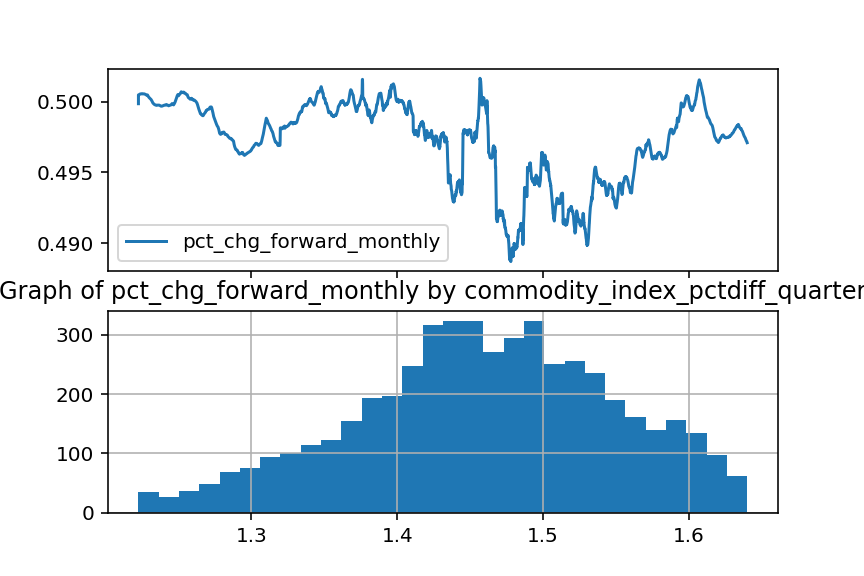 0.500
0.495
0.490
pct_chg_forward_monthly
Graph of pct_chg_forward_monthly by commodity_index_pctdiff_quarter
300
200
100
0
1.3 1.4 1.5 1.6